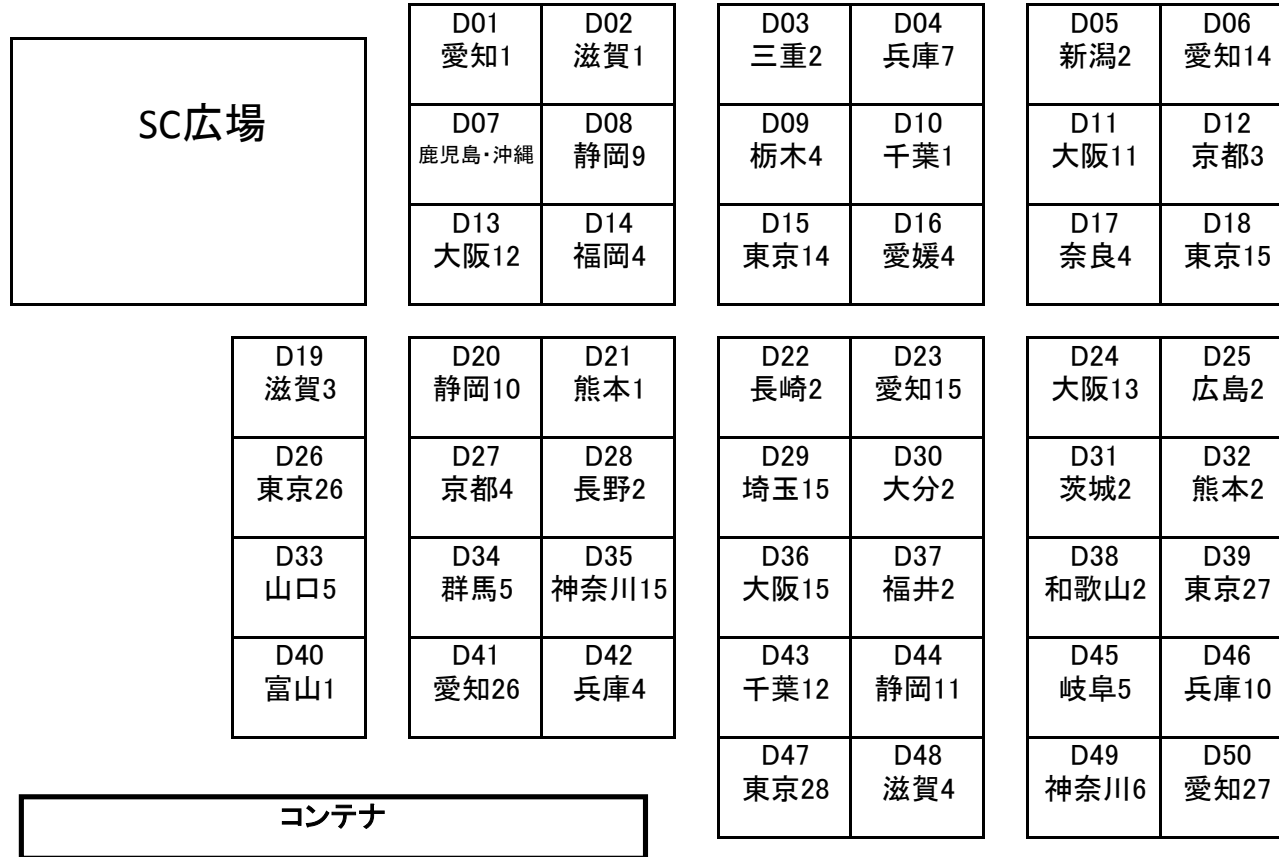 D01
愛知1
D02
滋賀1
D03
三重2
D04
兵庫7
D05
新潟2
D06
愛知14
SC広場
D07
鹿児島・沖縄
D08
静岡9
D09
栃木4
D10
千葉1
D11
大阪11
D12
京都3
D13
大阪12
D14
福岡4
D15
東京14
D16
愛媛4
D17
奈良4
D18
東京15
D19
滋賀3
D20
静岡10
D21
熊本1
D22
長崎2
D23
愛知15
D24
大阪13
D25
広島2
D26
東京26
D27
京都4
D28
長野2
D29
埼玉15
D30
大分2
D31
茨城2
D32
熊本2
D33
山口5
D34
群馬5
D35
神奈川15
D36
大阪15
D37
福井2
D38
和歌山2
D39
東京27
D40
富山1
D41
愛知26
D42
兵庫4
D43
千葉12
D44
静岡11
D45
岐阜5
D46
兵庫10
D47
東京28
D48
滋賀4
D49
神奈川6
D50
愛知27
コンテナ